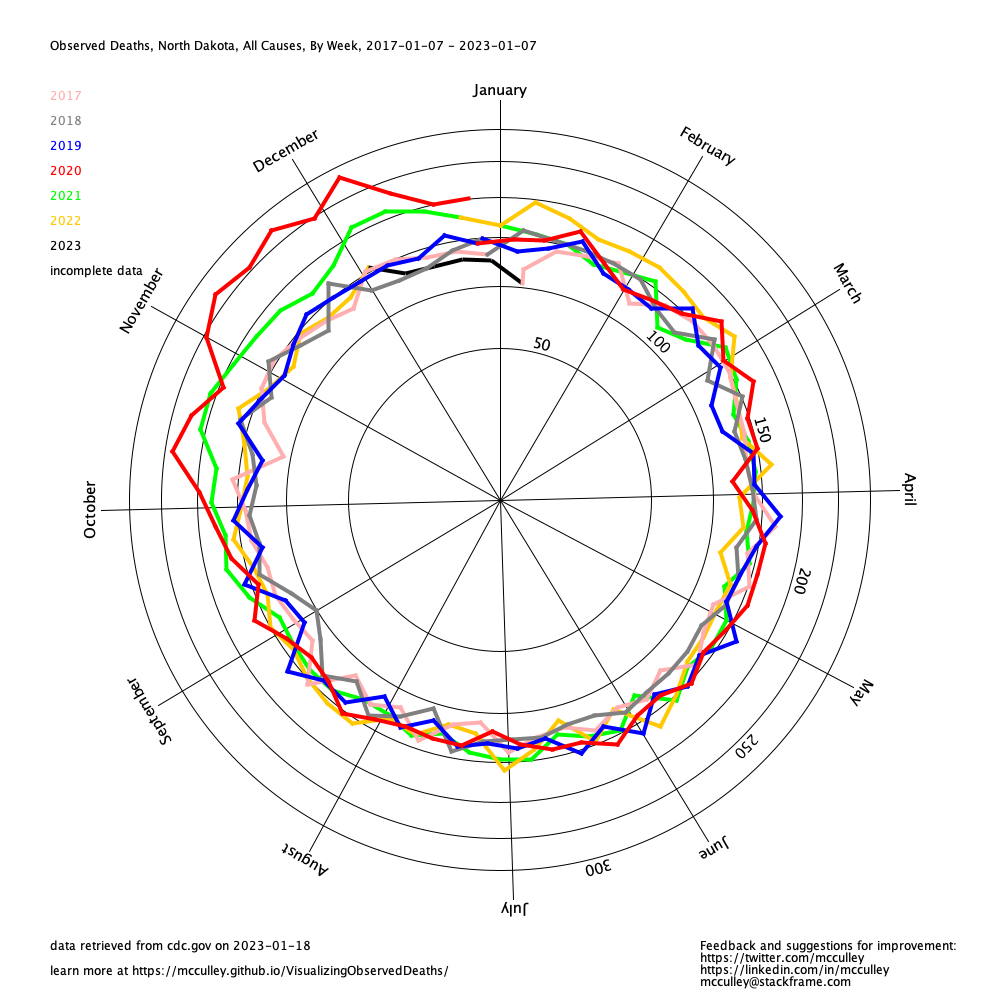 Observed Deaths, North Dakota, All Causes, By Week, 2017-01-07 - 2023-01-07
January
2017
2018
2019
2020
2021
2022
2023
incomplete data
December
February
November
March
50
100
150
October
April
200
September
May
250
August
June
300
July
data retrieved from cdc.gov on 2023-01-18
learn more at https://mcculley.github.io/VisualizingObservedDeaths/
Feedback and suggestions for improvement:
https://twitter.com/mcculley
https://linkedin.com/in/mcculley
mcculley@stackframe.com